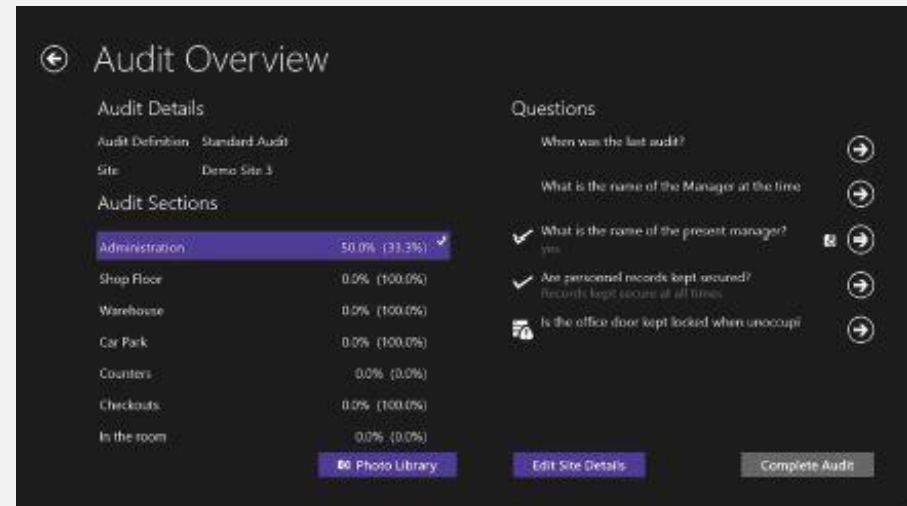 Audit Overview
Audit Details
Audit Definition Standard Audit
Site Demo Site 3
Audit Sections
Administration 50.0% (33.3%)
Shop Floor 0.0% (100.0%)
Warehouse 0.0% (100.0%)
Car Park 0.0% (100.0%)
Counters 0.0% (0.0%)
Checkouts 0.0% (100.0%)
In the room 0.0% (0.0%)
Photo Library
Questions
When was the last audit?
What is the name of the Manager at the time
What is the name of the present manager?
yes
Are personnel records kept secured?
Records kept secure at all times
Is the office door kept locked when unoccupi
Edit Site Details
Complete Audit